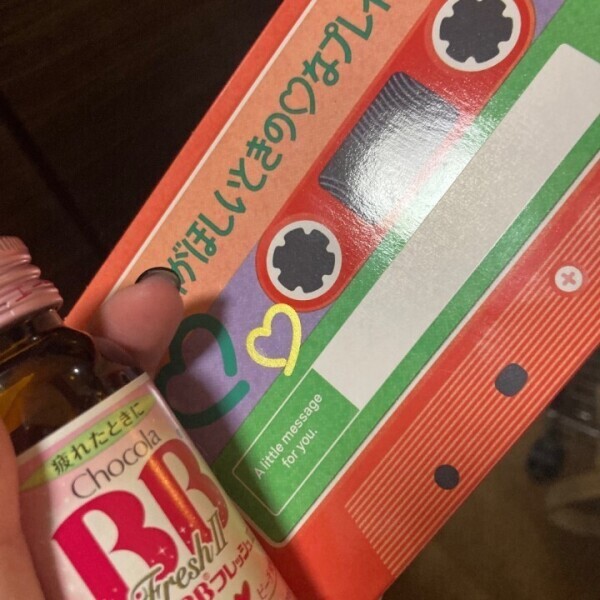 がほしいときの♡なプレイ
A little message
for you.
疲れたときに
Chocola
BB
Fresh II
BBフレッシュ